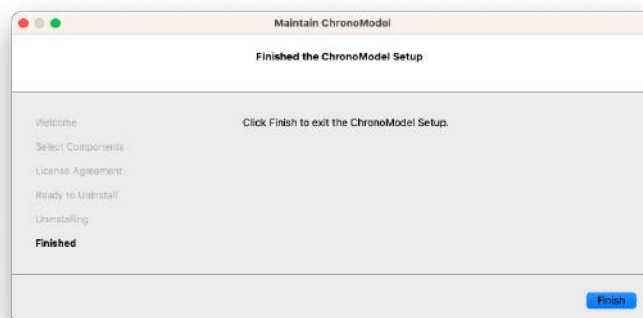 Maintain ChronoModel
Finished the ChronoModel Setup
Welcome
Click Finish to exit the ChronoModel Setup.
Select Components
License Agreement
Ready to Uninstall
Uninstalling
Finished
Finish